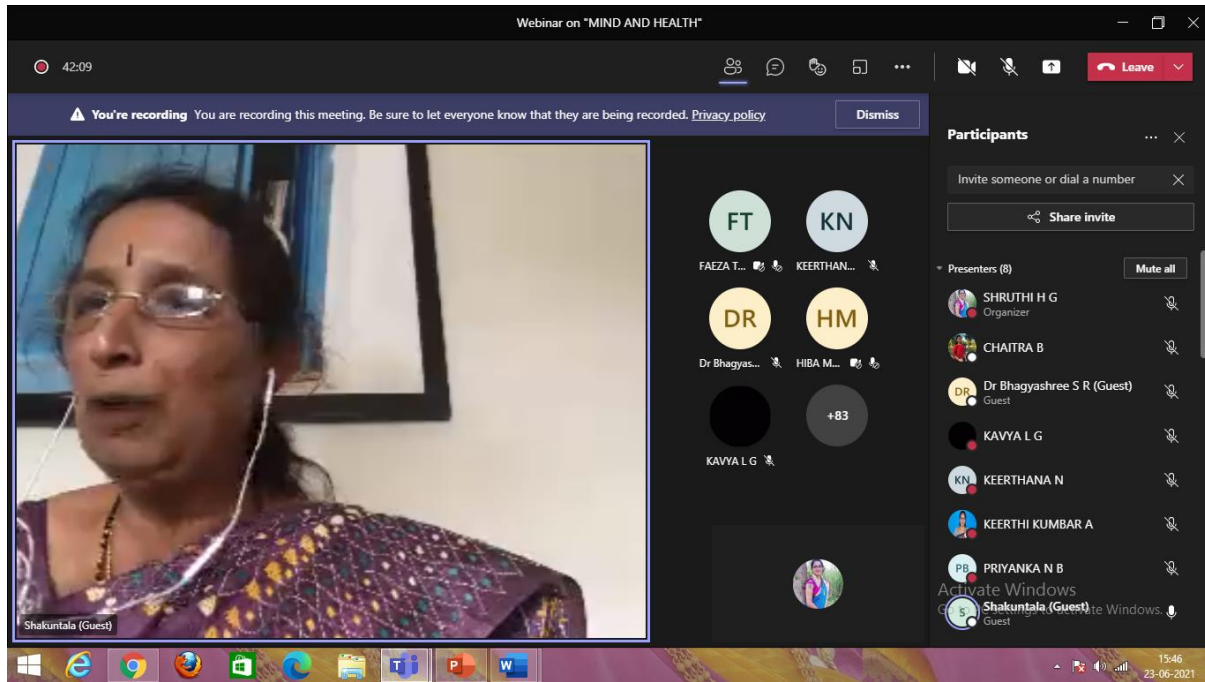 Webinar on "MIND AND HEALTH"
42:09
Leave
You're recording You are recording this meeting. Be sure to let everyone know that they are being recorded. Privacy policy
Dismiss
Shakuntala (Guest)
FT
KN
FAEZA T...
KEERTHAN...
DR
HM
Dr Bhagyas...
HIBA M...
+83
KAVYA L G
Participants
Invite someone or dial a number
Share invite
Presenters (8)
Mute all
SHRUTHI H G
Organizer
CHAITRA B
DR
Dr Bhagyashree S R (Guest)
Guest
KAVYA L G
KN
KEERTHANA N
KEERTHI KUMBAR A
PB
PRIYANKA N B
Activate Windows
S
Shakuntala (Guest)
Guest
15:46
23-06-2021